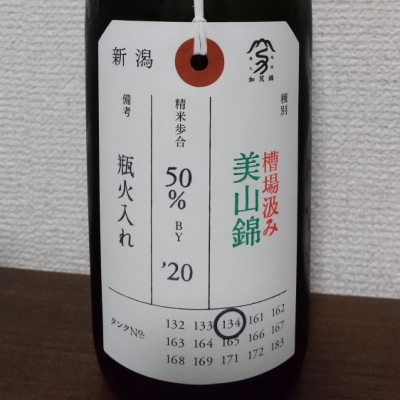 加茂錦
種別
槽場汲み
美山錦
精米歩合
50%
BY
'20
新潟
備考
瓶火入れ
タンクNo.
132 133 134 161 162
163 164 165 166 167
168 169 171 172 183